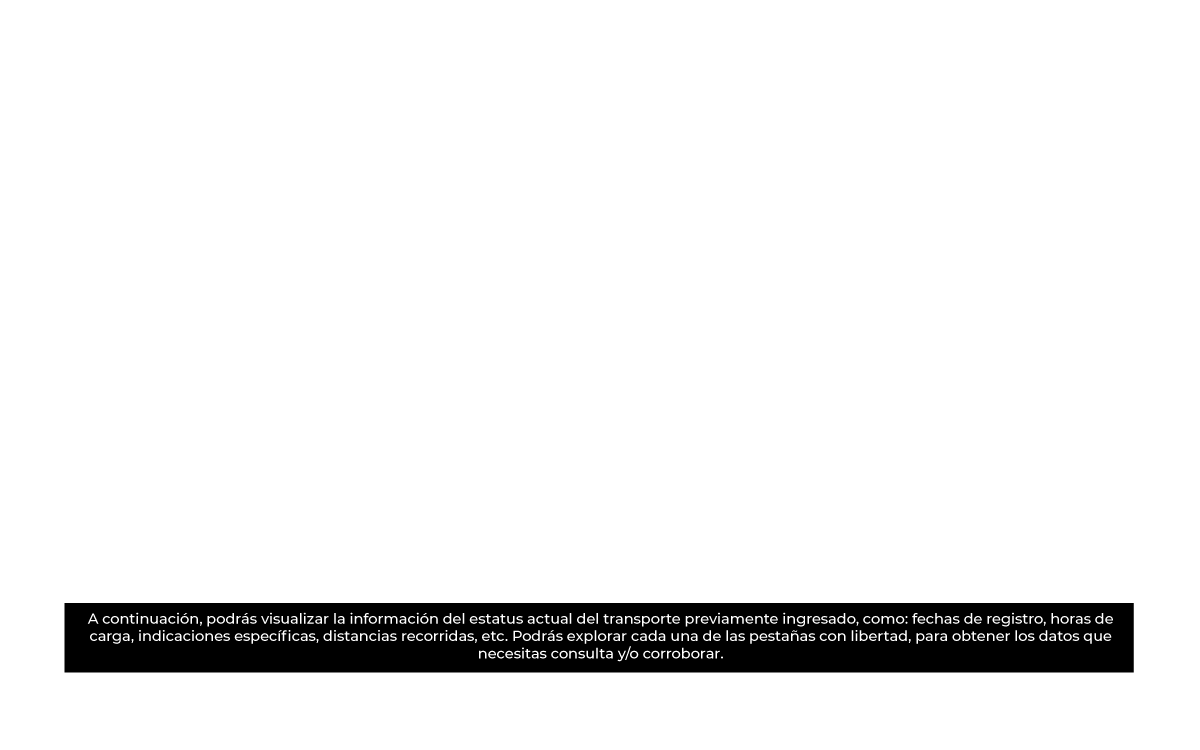 A continuación, podrás visualizar la información del estatus actual del transporte previamente ingresado, como: fechas de registro, horas de
carga, indicaciones específicas, distancias recorridas, etc. Podrás explorar cada una de las pestañas con libertad, para obtener los datos que
necesitas consulta y/o corroborar.